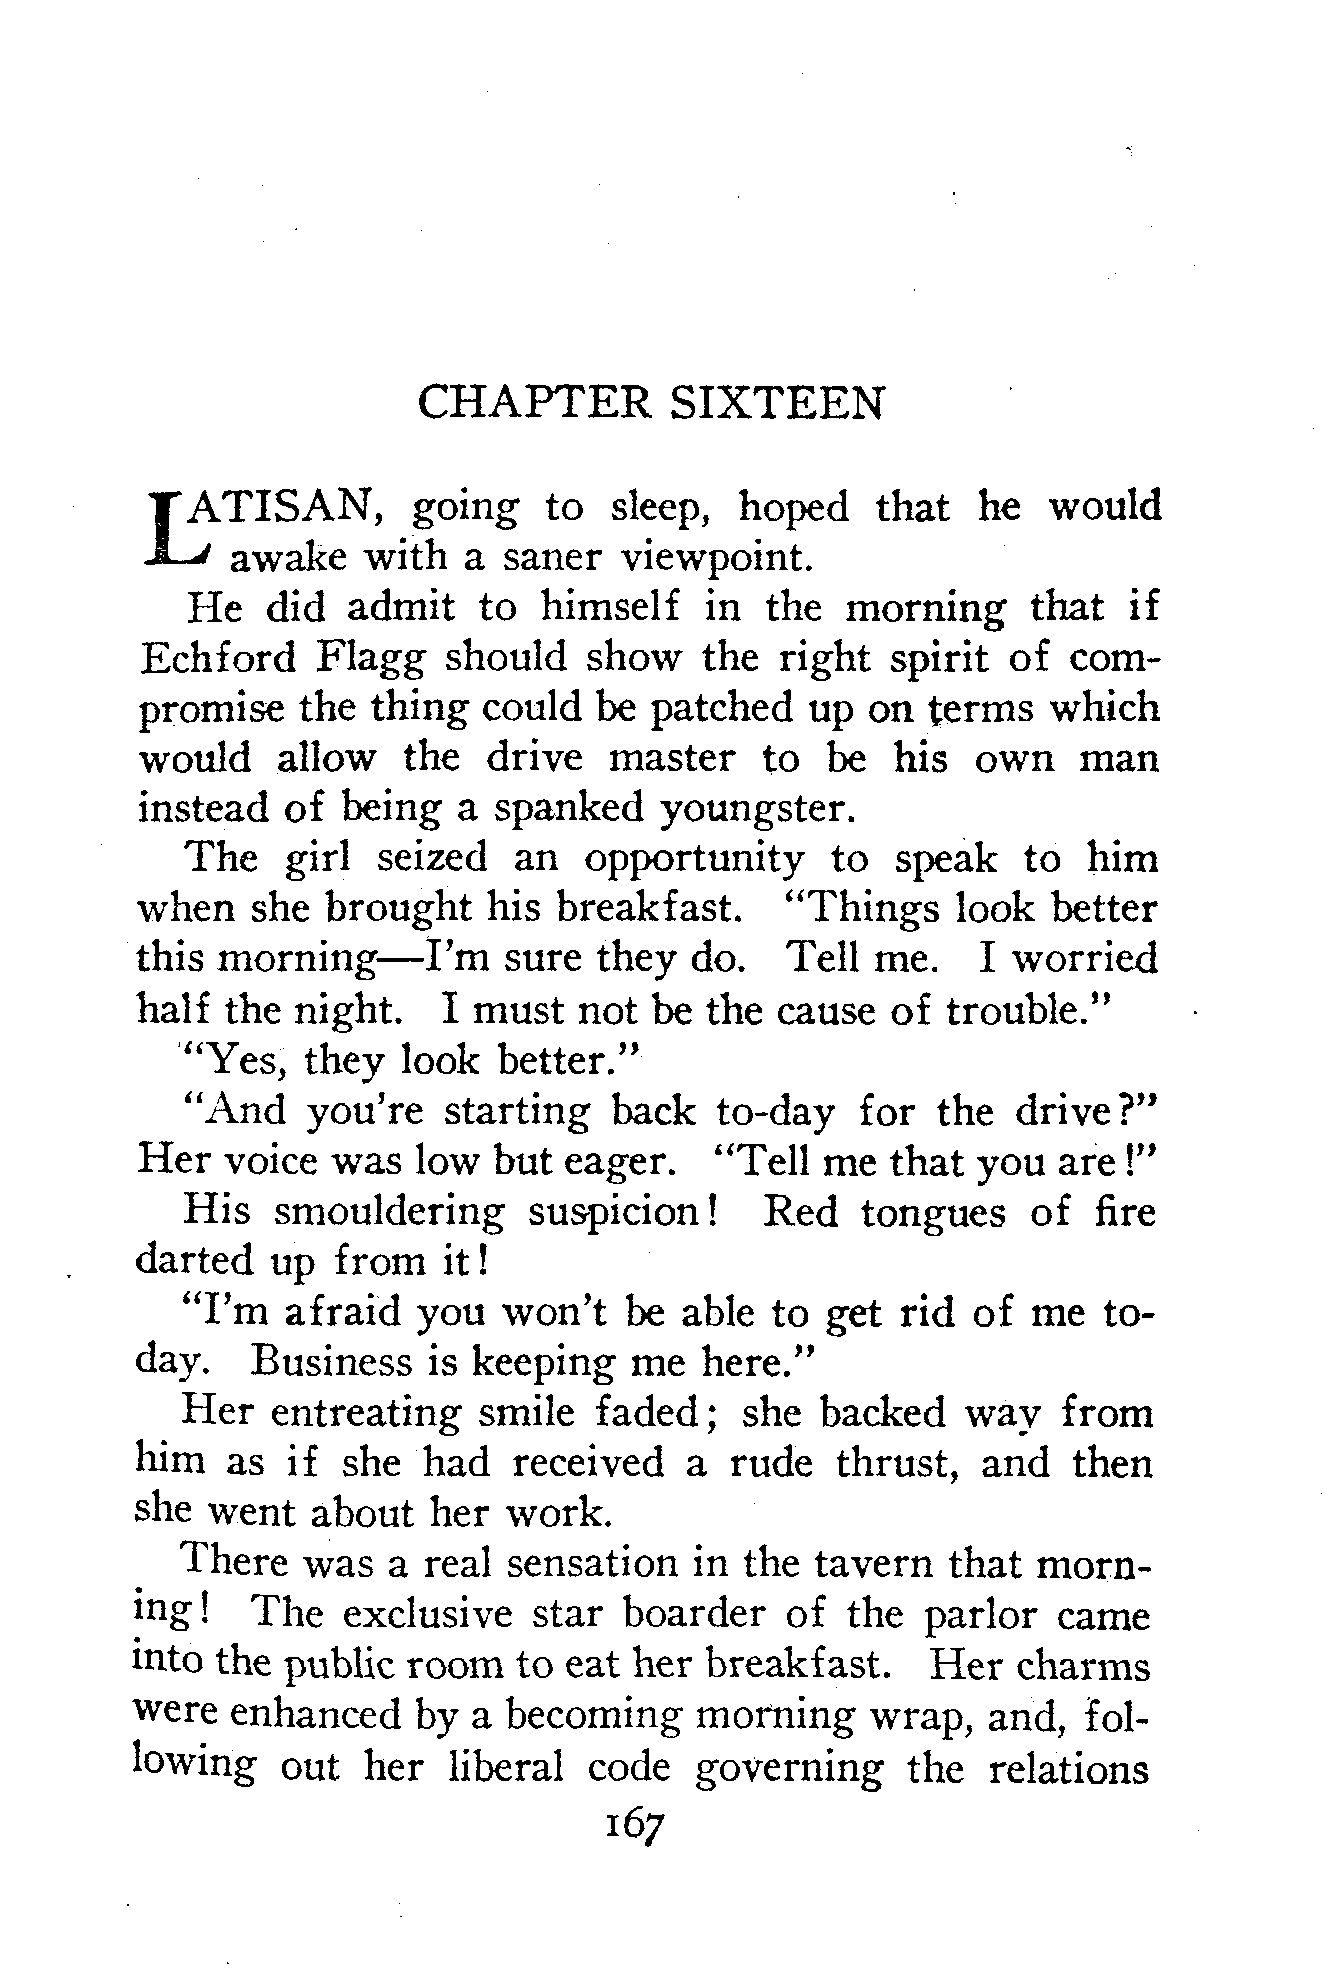 CHAPTER SIXTEEN
LATISAN, going to sleep, hoped that he would
awake with a saner viewpoint.
He did admit to himself in the morning that if
Echford Flagg should show the right spirit of com-
promise the thing could be patched up on terms which
would allow the drive master to be his own man
instead of being a spanked youngster.
The girl seized an opportunity to speak to him
when she brought his breakfast. “Things look better
this morning—I’m sure they do. Tell me. I worried
half the night. I must not be the cause of trouble.”
“Yes, they look better.”
“And you’re starting back to-day for the drive?”
Her voice was low but eager. “Tell me that you are!”
His smouldering suspicion! Red tongues of fire
darted up from it!
“I’m afraid you won’t be able to get rid of me to-
day. Business is keeping me here.”
Her entreating smile faded; she backed way from
him as if she had received a rude thrust, and then
she went about her work.
There was a real sensation in the tavern that morn-
ing! The exclusive star boarder of the parlor came
into the public room to eat her breakfast. Her charms
were enhanced by a becoming morning wrap, and, fol-
lowing out her liberal code governing the relations
167